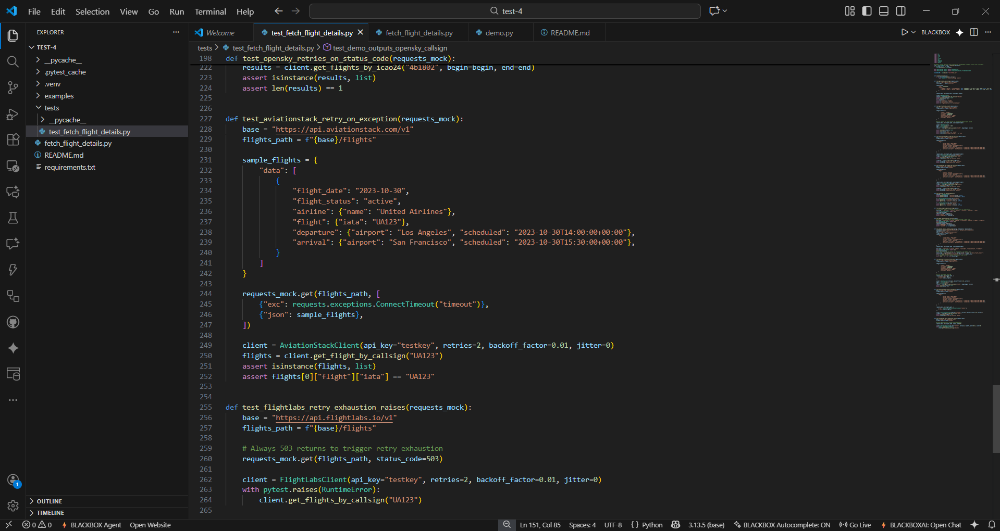 File Edit Selection View Go Run Terminal Help
test-4
EXPLORER
TEST-4
__pycache__
.pytest_cache
.venv
examples
tests
__pycache__
test_fetch_flight_details.py
fetch_flight_details.py
README.md
requirements.txt
OUTLINE
TIMELINE
Welcome
test_fetch_flight_details.py
fetch_flight_details.py
demo.py
README.md
BLACKBOX
tests > test_fetch_flight_details.py > test_demo_outputs_opensky_callsign
198 def test_opensky_retries_on_status_code(requests_mock):
222 results = client.get_flights_by_icao24("4b1802", begin=begin, end=end)
223 assert isinstance(results, list)
224 assert len(results) == 1
225
226
227 def test_aviationstack_retry_on_exception(requests_mock):
228 base = "https://api.aviationstack.com/v1"
229 flights_path = f"{base}/flights"
230
231 sample_flights = {
232 "data": [
233 {
234 "flight_date": "2023-10-30",
235 "flight_status": "active",
236 "airline": {"name": "United Airlines"},
237 "flight": {"iata": "UA123"},
238 "departure": {"airport": "Los Angeles", "scheduled": "2023-10-30T14:00:00+00:00"},
239 "arrival": {"airport": "San Francisco", "scheduled": "2023-10-30T15:30:00+00:00"},
240 }
241 ]
242 }
243
244 requests_mock.get(flights_path, [
245 {"exc": requests.exceptions.ConnectTimeout("timeout")},
246 {"json": sample_flights},
247 ])
248
249 client = AviationStackClient(api_key="testkey", retries=2, backoff_factor=0.01, jitter=0)
250 flights = client.get_flight_by_callsign("UA123")
251 assert isinstance(flights, list)
252 assert flights[0]["flight"]["iata"] == "UA123"
253
254
255 def test_flightlabs_retry_exhaustion_raises(requests_mock):
256 base = "https://api.flightlabs.io/v1"
257 flights_path = f"{base}/flights"
258
259 # Always 503 returns to trigger retry exhaustion
260 requests_mock.get(flights_path, status_code=503)
261
262 client = FlightLabsClient(api_key="testkey", retries=2, backoff_factor=0.01, jitter=0)
263 with pytest.raises(RuntimeError):
264 client.get_flights_by_callsign("UA123")
265
1
0 0 BLACKBOX Agent Open Website Ln 151, Col 85 Spaces: 4 UTF-8 { } Python 3.13.5 (base) BLACKBOX Autocomplete: ON Go Live BLACKBOXAI: Open Chat